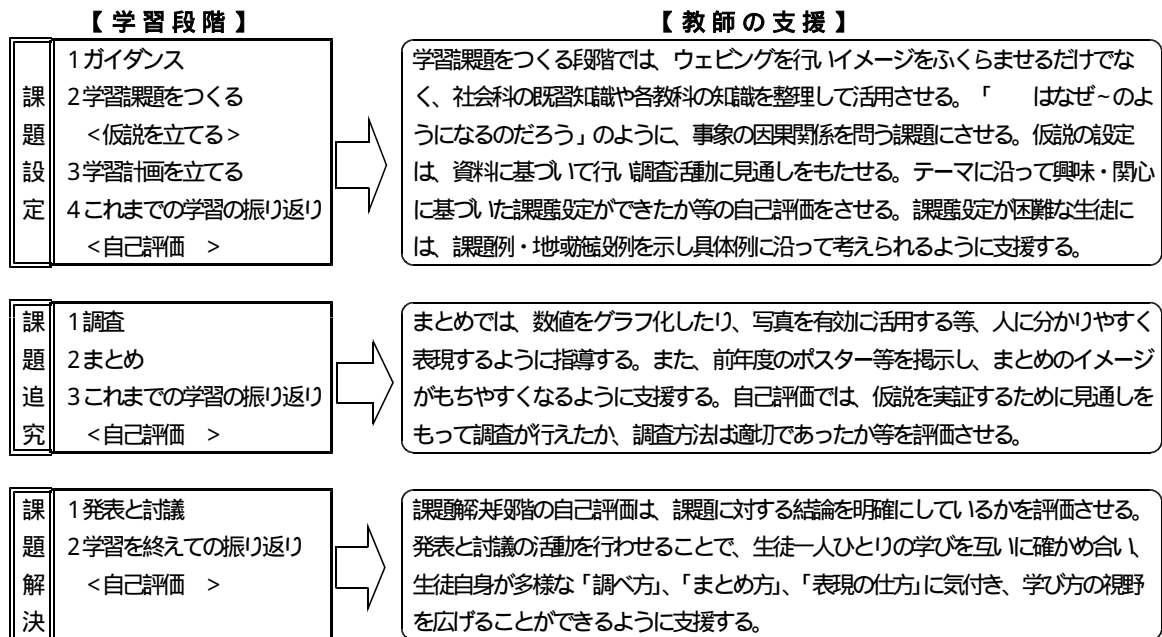 【学習段階】
【教師の支援】
課題設定
1ガイダンス
2学習課題をつくる
<仮説を立てる>
3学習計画を立てる
4これまでの学習の振り返り
<自己評価 >
学習課題をつくる段階では、ウェビングを行いイメージをふくらませるだけでな
く、社会科の既習知識や各教科の知識を整理して活用させる。「　　はなぜ~のよ
うになるのだろう」のように、事象の因果関係を問う課題にさせる。仮説の設定
は、資料に基づいて行い調査活動に見通しをもたせる。テーマに沿って興味・関心
に基づいた課題設定ができたか等の自己評価をさせる。課題設定が困難な生徒に
は、課題例・地域施設例を示し具体例に沿って考えられるように支援する。
課題追究
1調査
2まとめ
3これまでの学習の振り返り
<自己評価 >
まとめでは、数値をグラフ化したり、写真を有効に活用する等、人に分かりやすく
表現するように指導する。また、前年度のポスター等を掲示し、まとめのイメージ
がもちやすくなるように支援する。自己評価では、仮説を実証するために見通しを
もって調査が行えたか、調査方法は適切であったか等を評価させる。
課題解決
1発表と討議
2学習を終えての振り返り
<自己評価 >
課題解決段階の自己評価は、課題に対する結論を明確にしているかを評価させる。
発表と討議の活動を行わせることで、生徒一人ひとりの学びを互いに確かめ合い、
生徒自身が多様な「調べ方」、「まとめ方」、「表現の仕方」に気付き、学び方の視野
を広げることができるように支援する。